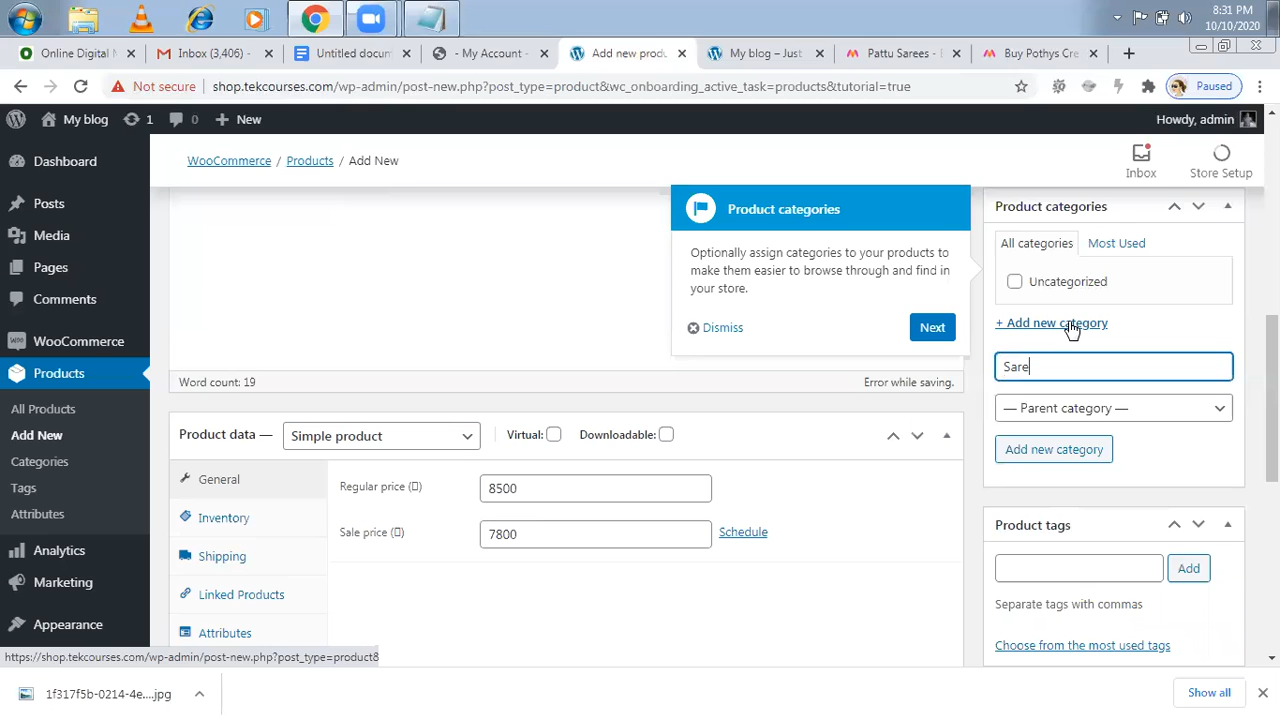 8:31 PM
10/10/2020
Online Digital M
Inbox (3,406) -
Untitled docum
- My Account -
Add new produ
My blog – Just
Pattu Sarees - B
Buy Pothys Cre
Not secure
shop.tekcourses.com/wp-admin/post-new.php?post_type=product&wc_onboarding_active_task=products&tutorial=true
Paused
My blog
1
0
+ New
Howdy, admin
Dashboard
Posts
Media
Pages
Comments
WooCommerce
Products
All Products
Add New
Categories
Tags
Attributes
Analytics
Marketing
Appearance
WooCommerce / Products / Add New
Inbox
Store Setup
Product categories
Optionally assign categories to your products to
make them easier to browse through and find in
your store.
Dismiss
Next
Word count: 19
Error while saving.
Product data —
Simple product
Virtual:
Downloadable:
General
Inventory
Shipping
Linked Products
Attributes
Regular price (▯)
8500
Sale price (▯)
7800
Schedule
Product categories
All categories
Most Used
Uncategorized
+ Add new category
Sare
— Parent category —
Add new category
Product tags
Add
Separate tags with commas
Choose from the most used tags
https://shop.tekcourses.com/wp-admin/post-new.php?post_type=product&
1f317f5b-0214-4e....jpg
Show all